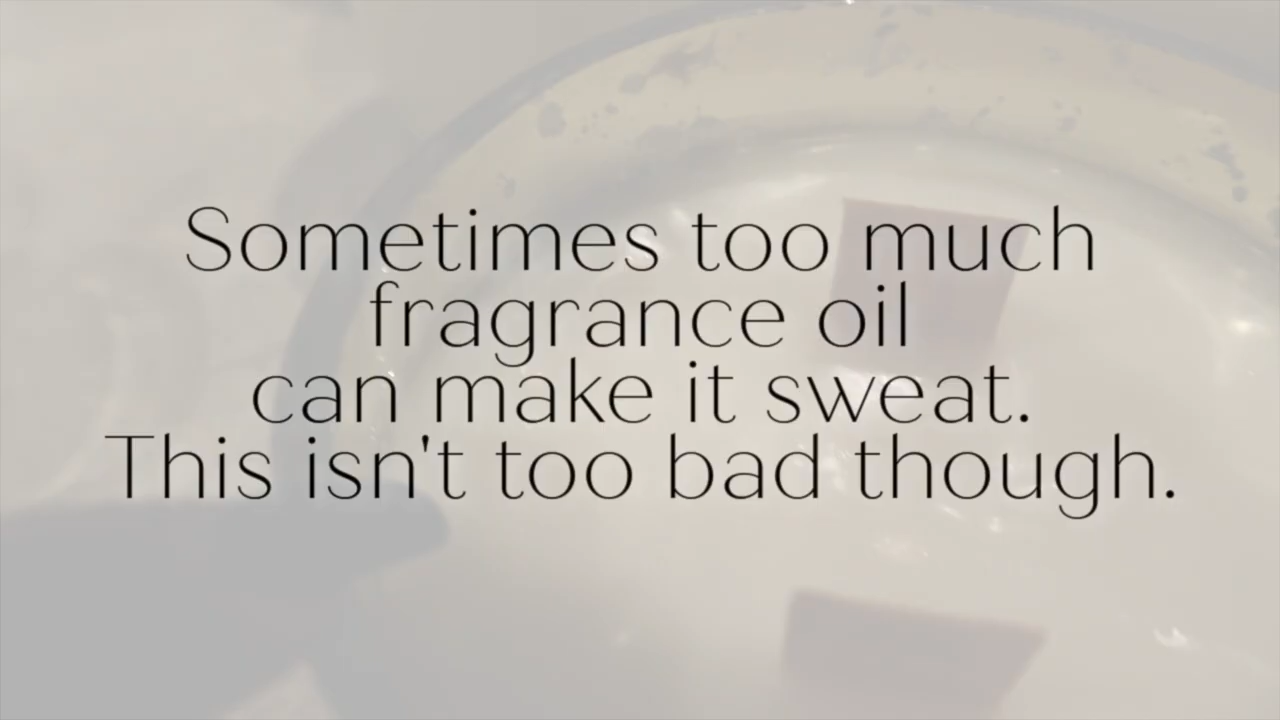 Sometimes too much
fragrance oil
can make it sweat.
This isn't too bad though.